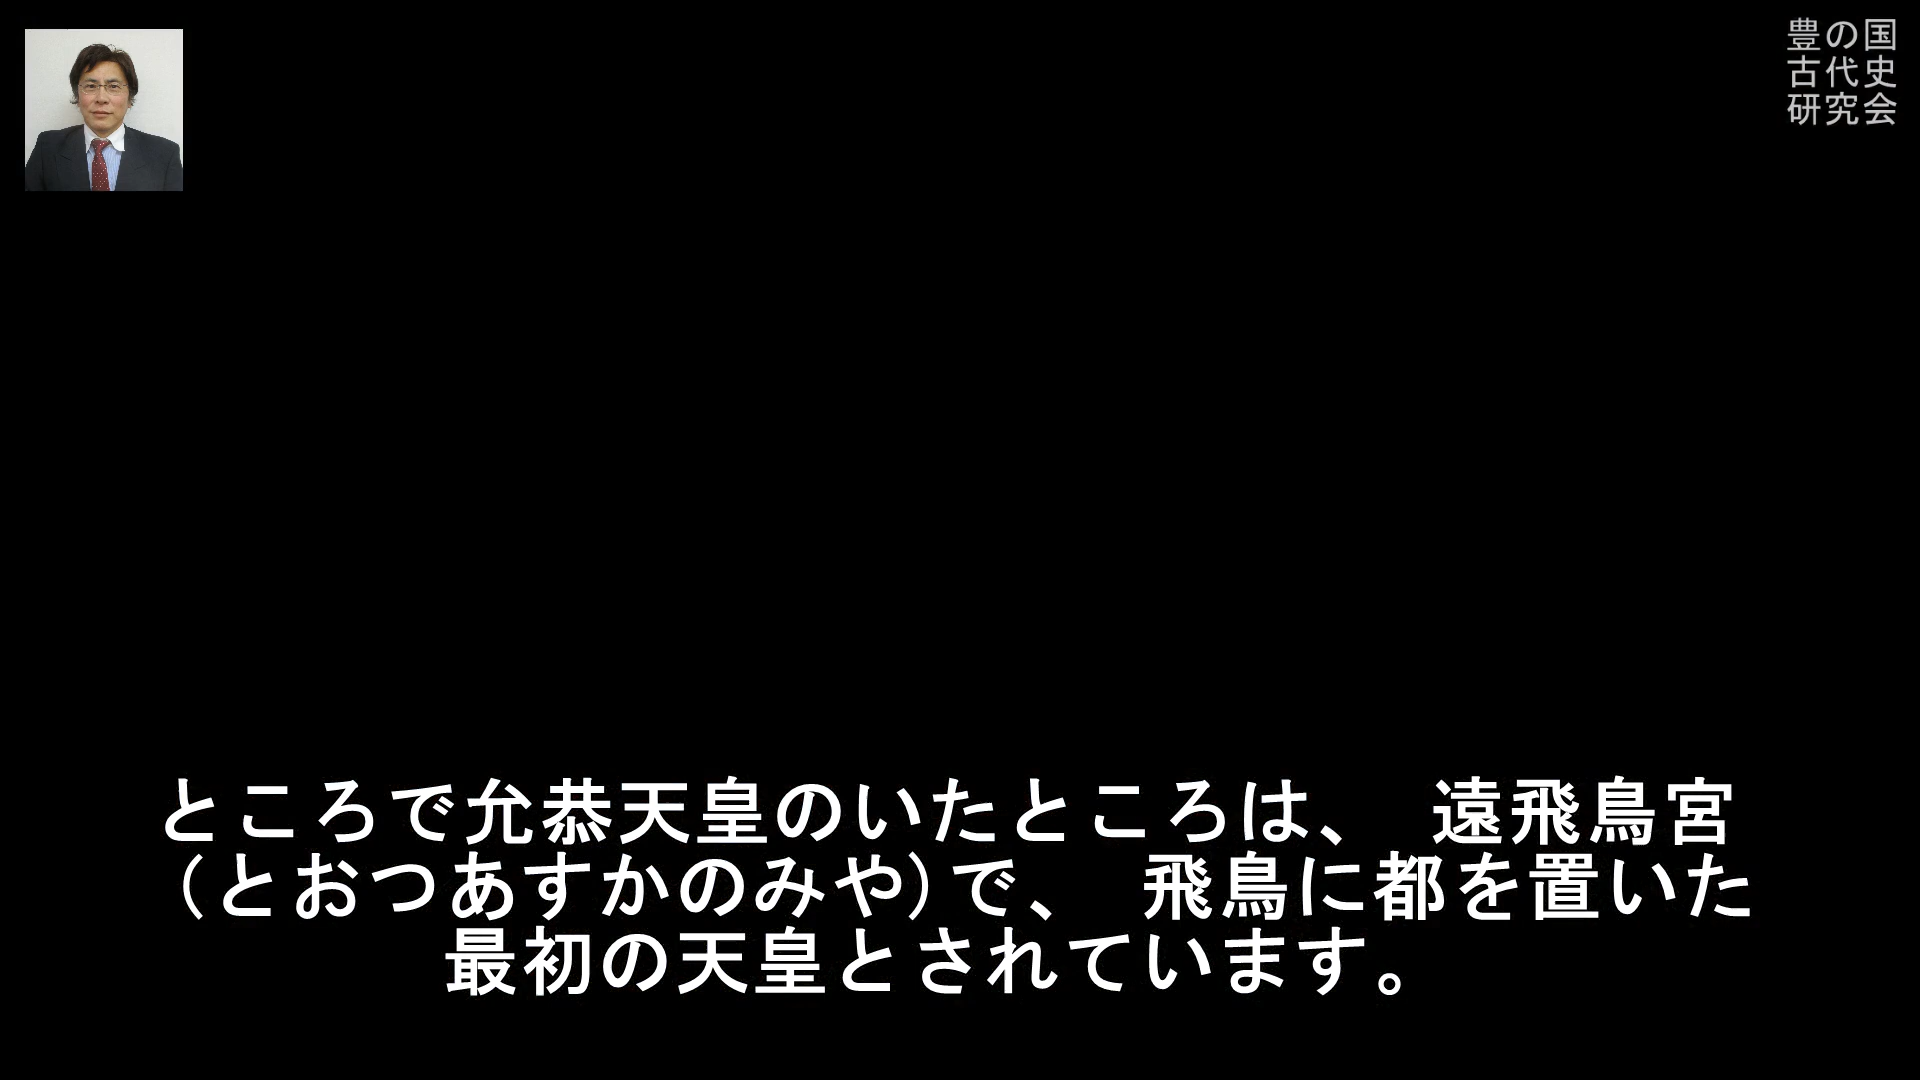 豊の国
古代史
研究会
ところで允恭天皇のいたところは、 遠飛鳥宮
（とおつあすかのみや）で、 飛鳥に都を置いた
最初の天皇とされています。